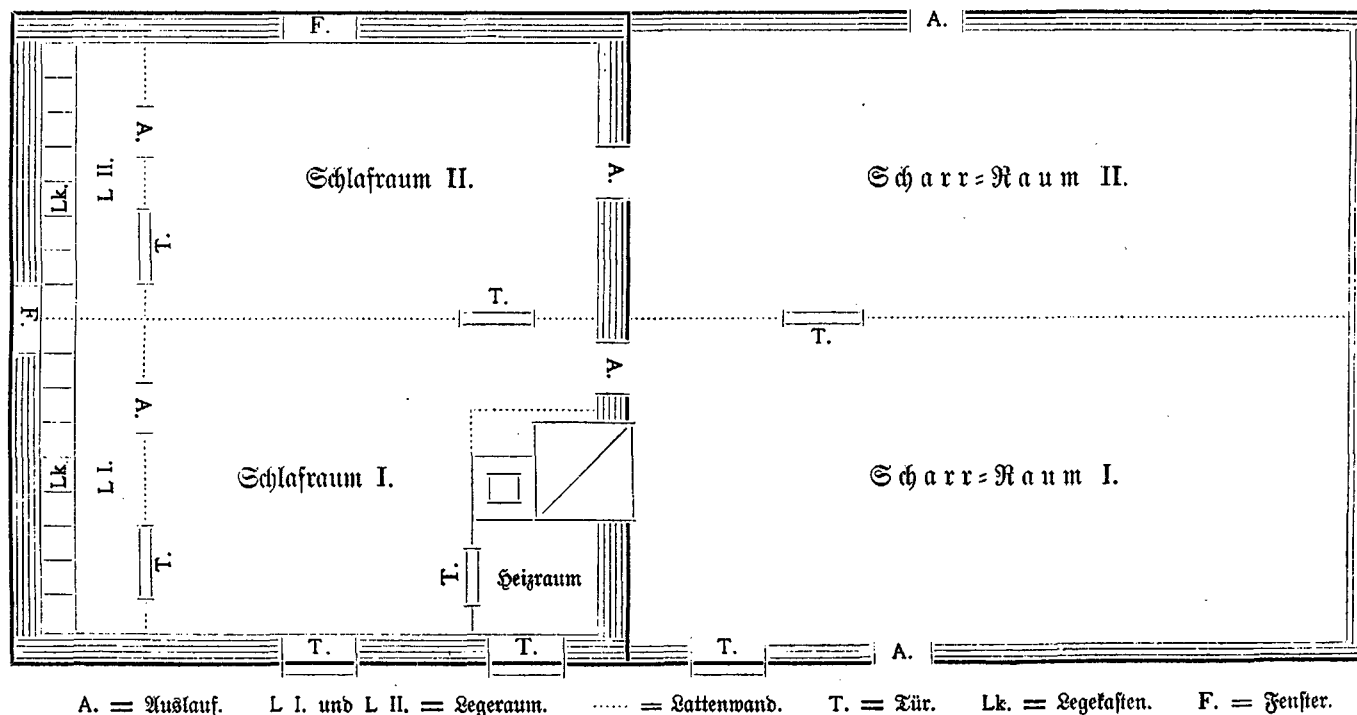 F.
A.
A.
L II.
Lk.
Schlafraum II.
A.
Scharr=Raum II.
T.
T.
F.
T.
A.
A.
Lk.
L I.
Schlafraum I.
Scharr=Raum I.
T.
T.
Heizraum
T.
T.
T.
A.
A. = Auslauf. L I. und L II. = Legeraum. ...... = Lattenwand. T. = Tür. Lk. = Legekasten. F. = Fenster.